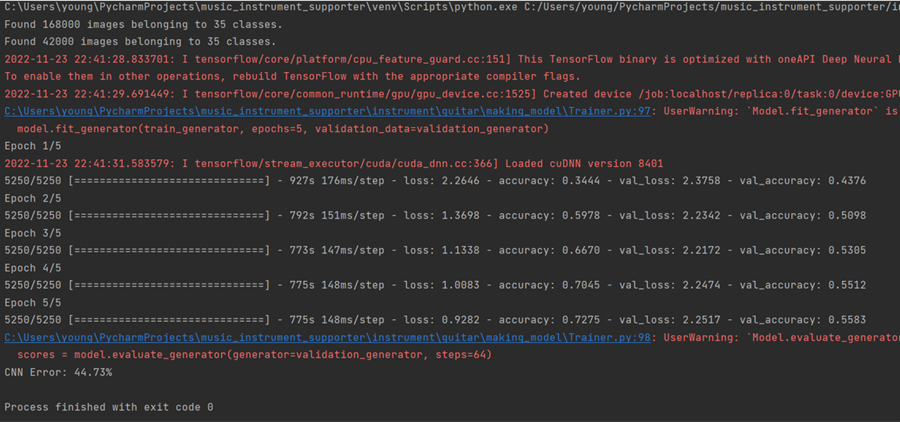 C:\Users\young\PycharmProjects\music_instrument_supporter\venv\Scripts\python.exe C:/Users/young/PycharmProjects/music_instrument_supporter/in
Found 168000 images belonging to 35 classes.
Found 42000 images belonging to 35 classes.
2022-11-23 22:41:28.833701: I tensorflow/core/platform/cpu_feature_guard.cc:151] This TensorFlow binary is optimized with oneAPI Deep Neural
To enable them in other operations, rebuild TensorFlow with the appropriate compiler flags.
2022-11-23 22:41:29.691449: I tensorflow/core/common_runtime/gpu/gpu_device.cc:1525] Created device /job:localhost/replica:0/task:0/device:GPU
C:\Users\young\PycharmProjects\music_instrument_supporter\instrument\guitar\making_model\Trainer.py:97: UserWarning: `Model.fit_generator` is
model.fit_generator(train_generator, epochs=5, validation_data=validation_generator)
Epoch 1/5
2022-11-23 22:41:31.583579: I tensorflow/stream_executor/cuda/cuda_dnn.cc:366] Loaded cuDNN version 8401
5250/5250 [==============================] - 927s 176ms/step - loss: 2.2646 - accuracy: 0.3444 - val_loss: 2.3758 - val_accuracy: 0.4376
Epoch 2/5
5250/5250 [==============================] - 792s 151ms/step - loss: 1.3698 - accuracy: 0.5978 - val_loss: 2.2342 - val_accuracy: 0.5098
Epoch 3/5
5250/5250 [==============================] - 773s 147ms/step - loss: 1.1338 - accuracy: 0.6670 - val_loss: 2.2172 - val_accuracy: 0.5305
Epoch 4/5
5250/5250 [==============================] - 775s 148ms/step - loss: 1.0083 - accuracy: 0.7045 - val_loss: 2.2474 - val_accuracy: 0.5512
Epoch 5/5
5250/5250 [==============================] - 775s 148ms/step - loss: 0.9282 - accuracy: 0.7275 - val_loss: 2.2517 - val_accuracy: 0.5583
C:\Users\young\PycharmProjects\music_instrument_supporter\instrument\guitar\making_model\Trainer.py:98: UserWarning: `Model.evaluate_generato
scores = model.evaluate_generator(generator=validation_generator, steps=64)
CNN Error: 44.73%
Process finished with exit code 0